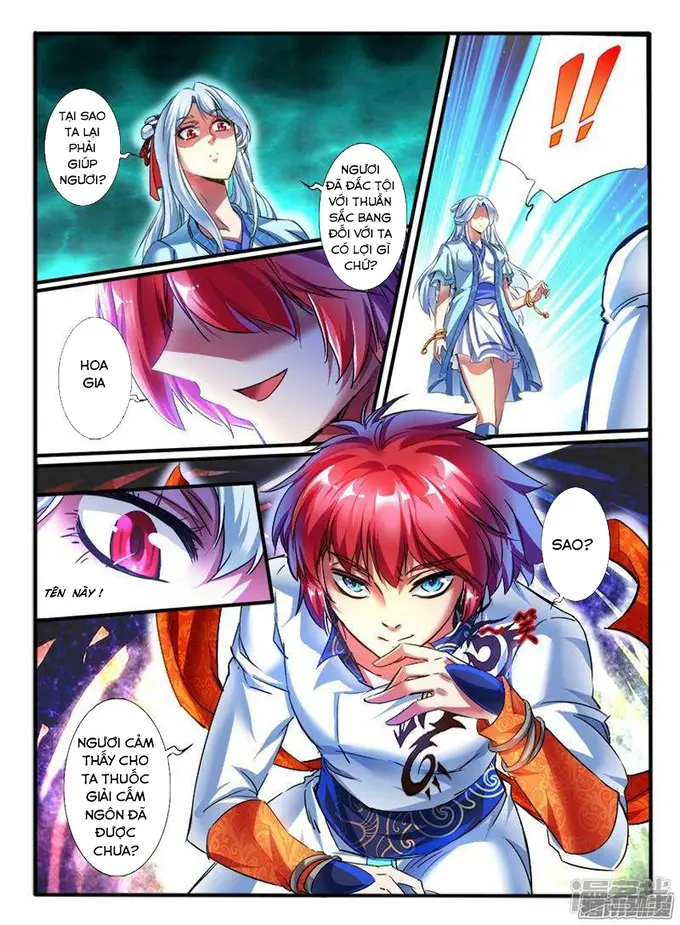 TẠI SAO
TA LẠI
PHẢI
GIÚP
NGƯƠI?
NGƯƠI
ĐÃ ĐẮC TỘI
VỚI THUẦN
SẮC BANG
ĐỐI VỚI TA
CÓ LỢI GÌ
CHỨ?
!!
HOA
GIA
TÊN NÀY!
SAO?
笑
NGƯƠI CẢM
THẤY CHO
TA THUỐC
GIẢI CẤM
NGÔN ĐÃ
ĐƯỢC
CHƯA?